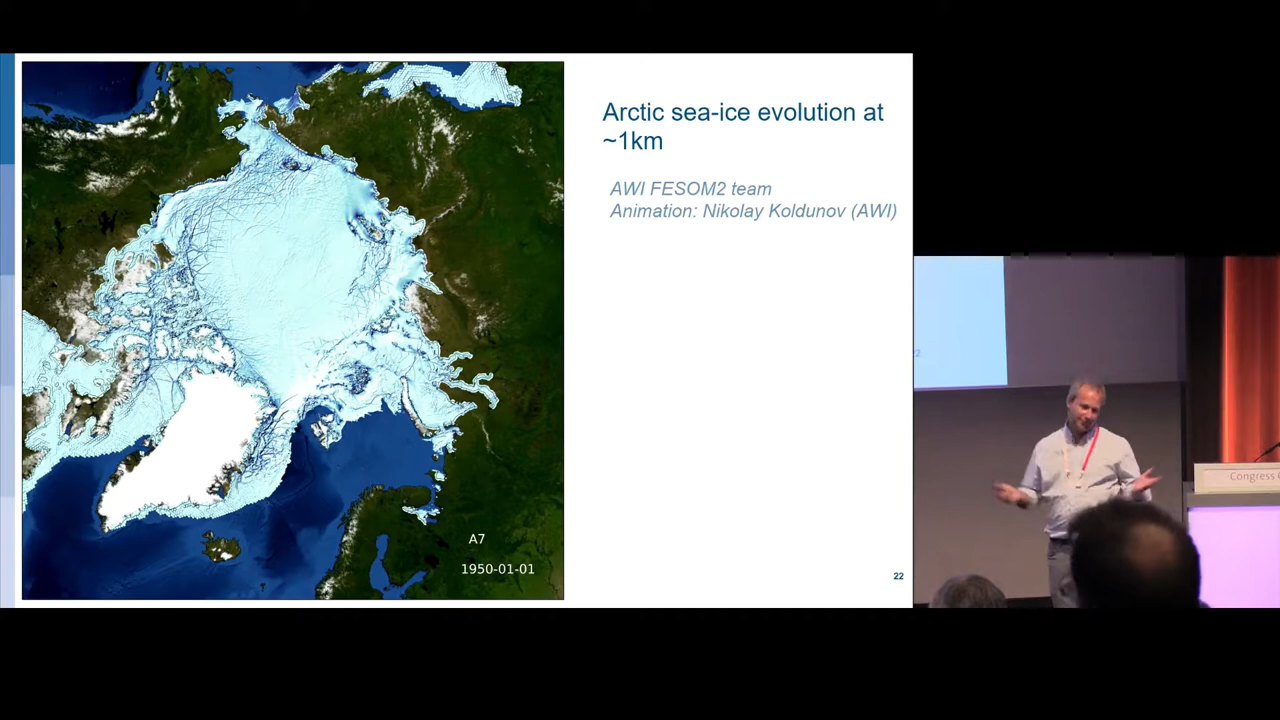 Arctic sea-ice evolution at
~1km
AWI FESOM2 team
Animation: Nikolay Koldunov (AWI)
A7
1950-01-01
22
Congress